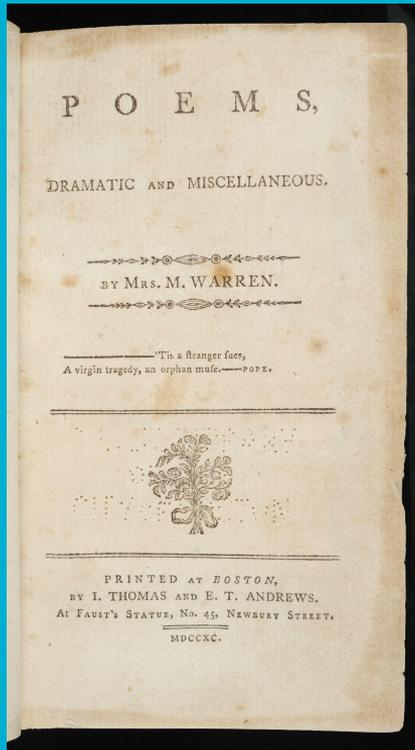 POEMS,
DRAMATIC AND MISCELLANEOUS.
BY MRS. M. WARREN.
———'Tis a ſtranger ſues,
A virgin tragedy, an orphan muſe.——POPE.
PRINTED AT BOSTON,
BY I. THOMAS AND E. T. ANDREWS.
At FAUST'S STATUE, No. 45, NEWBURY STREET.
MDCCXC.